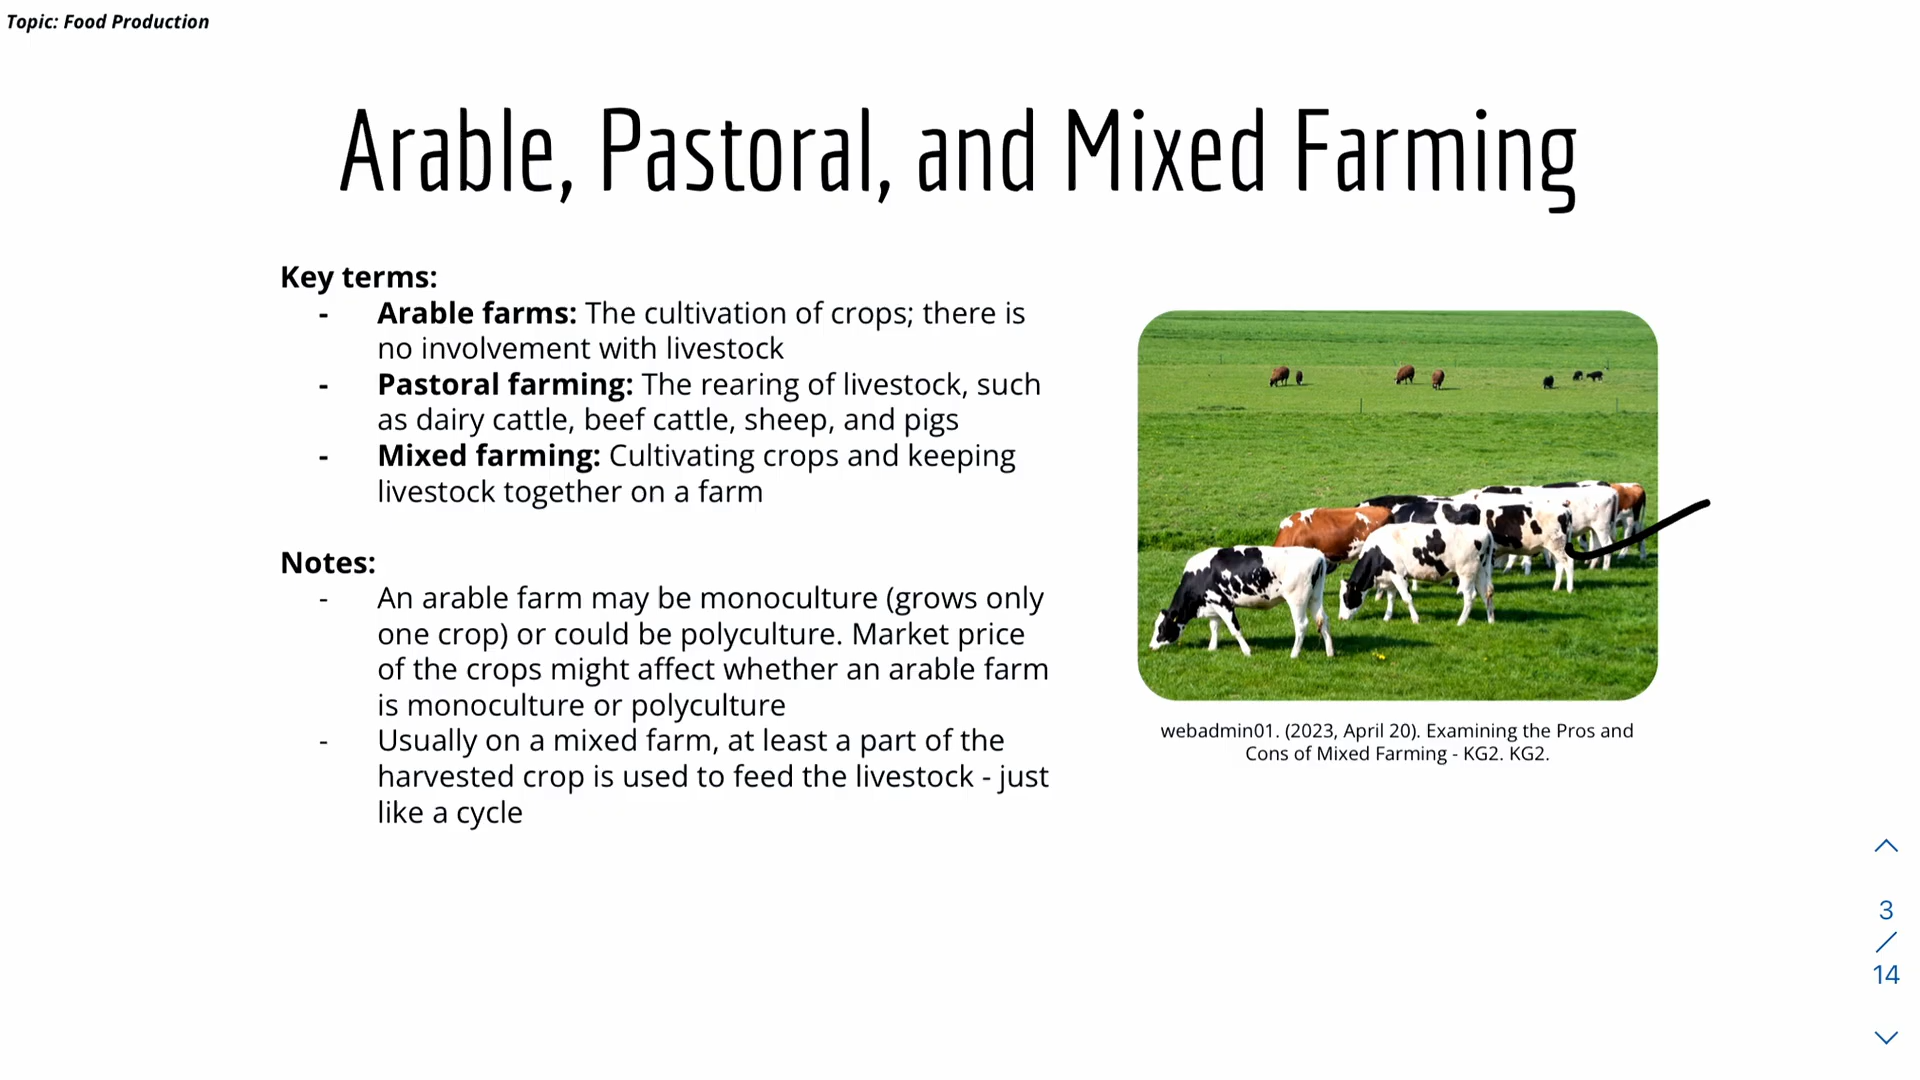 Topic: Food Production
Arable, Pastoral, and Mixed Farming
Key terms:
- Arable farms: The cultivation of crops; there is
no involvement with livestock
- Pastoral farming: The rearing of livestock, such
as dairy cattle, beef cattle, sheep, and pigs
- Mixed farming: Cultivating crops and keeping
livestock together on a farm
Notes:
- An arable farm may be monoculture (grows only
one crop) or could be polyculture. Market price
of the crops might affect whether an arable farm
is monoculture or polyculture
- Usually on a mixed farm, at least a part of the
harvested crop is used to feed the livestock - just
like a cycle
webadmin01. (2023, April 20). Examining the Pros and
Cons of Mixed Farming - KG2. KG2.
3
/
14